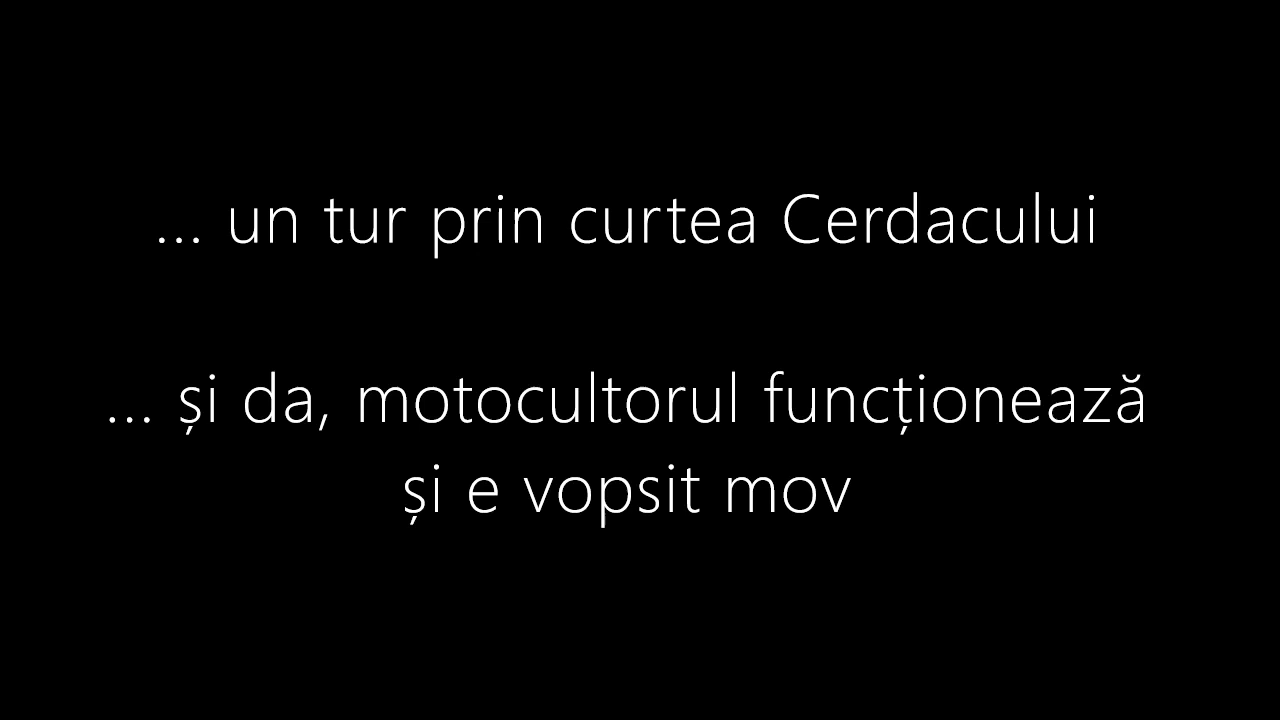 ... un tur prin curtea Cerdacului
... și da, motocultorul funcționează
și e vopsit mov